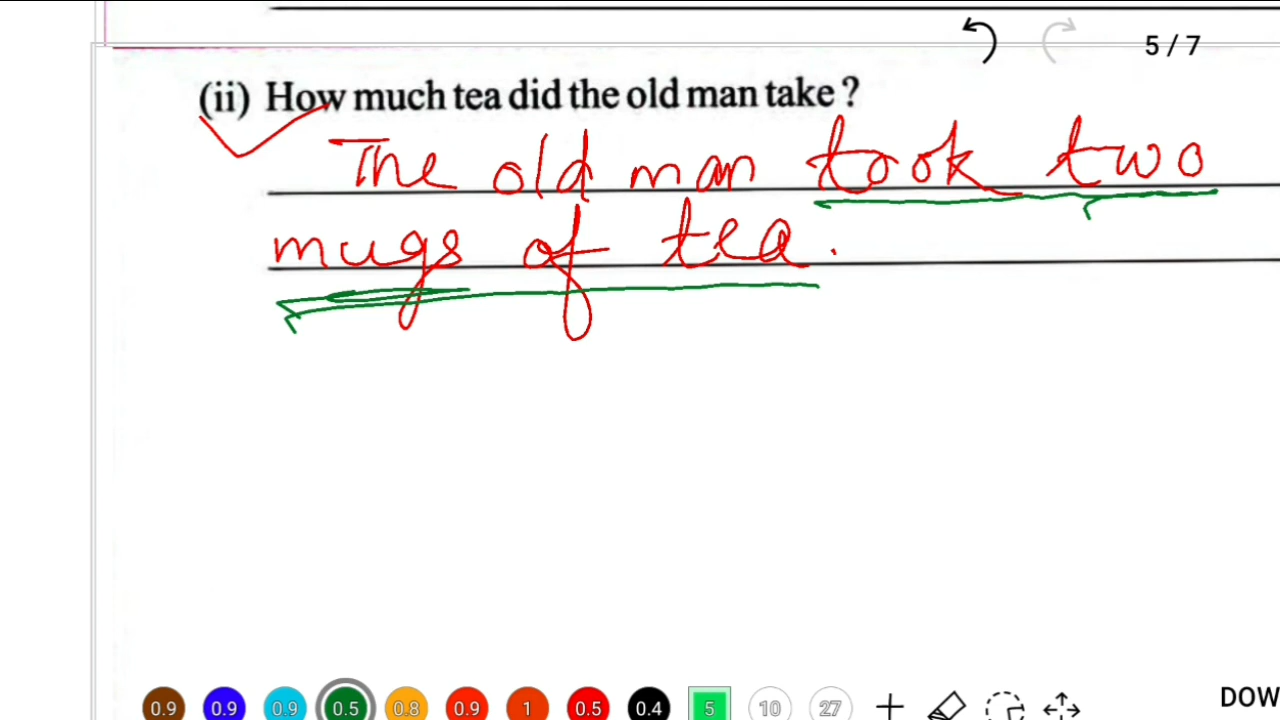 5 / 7
(ii) How much tea did the old man take ?
The old man took two
mugs of tea.
0.9 0.9 0.9 0.5 0.8 0.9 1 0.5 0.4 5 10 27
DOW